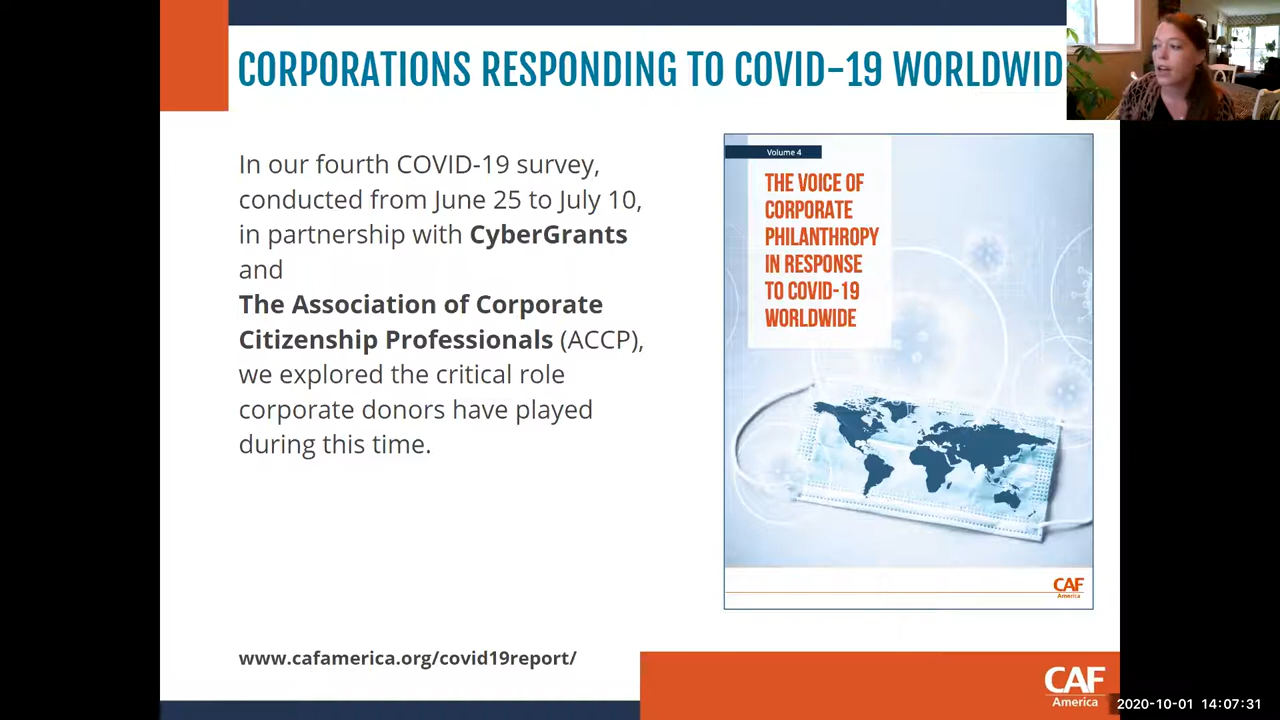 CORPORATIONS RESPONDING TO COVID-19 WORLDWID
In our fourth COVID-19 survey,
conducted from June 25 to July 10,
in partnership with CyberGrants
and
The Association of Corporate
Citizenship Professionals (ACCP),
we explored the critical role
corporate donors have played
during this time.
Volume 4
THE VOICE OF
CORPORATE
PHILANTHROPY
IN RESPONSE
TO COVID-19
WORLDWIDE
CAF
America
www.cafamerica.org/covid19report/
CAF
America
2020-10-01 14:07:31